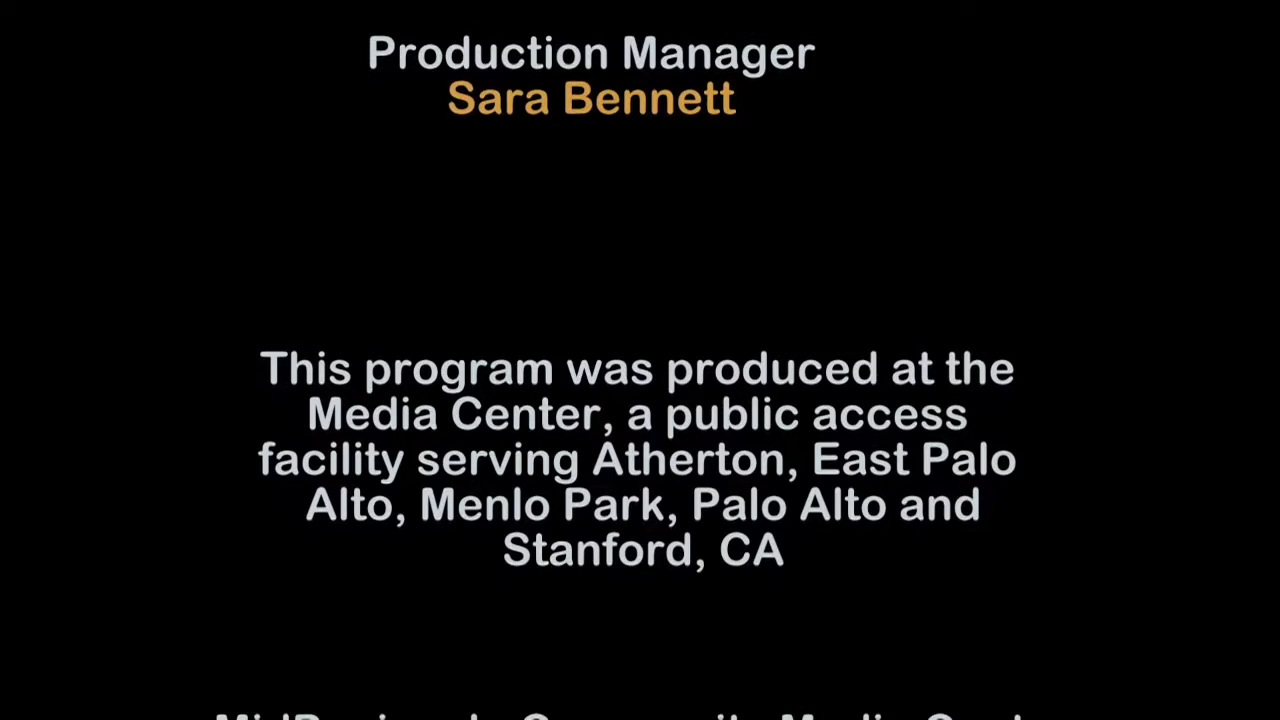 Production Manager
Sara Bennett
This program was produced at the
Media Center, a public access
facility serving Atherton, East Palo
Alto, Menlo Park, Palo Alto and
Stanford, CA